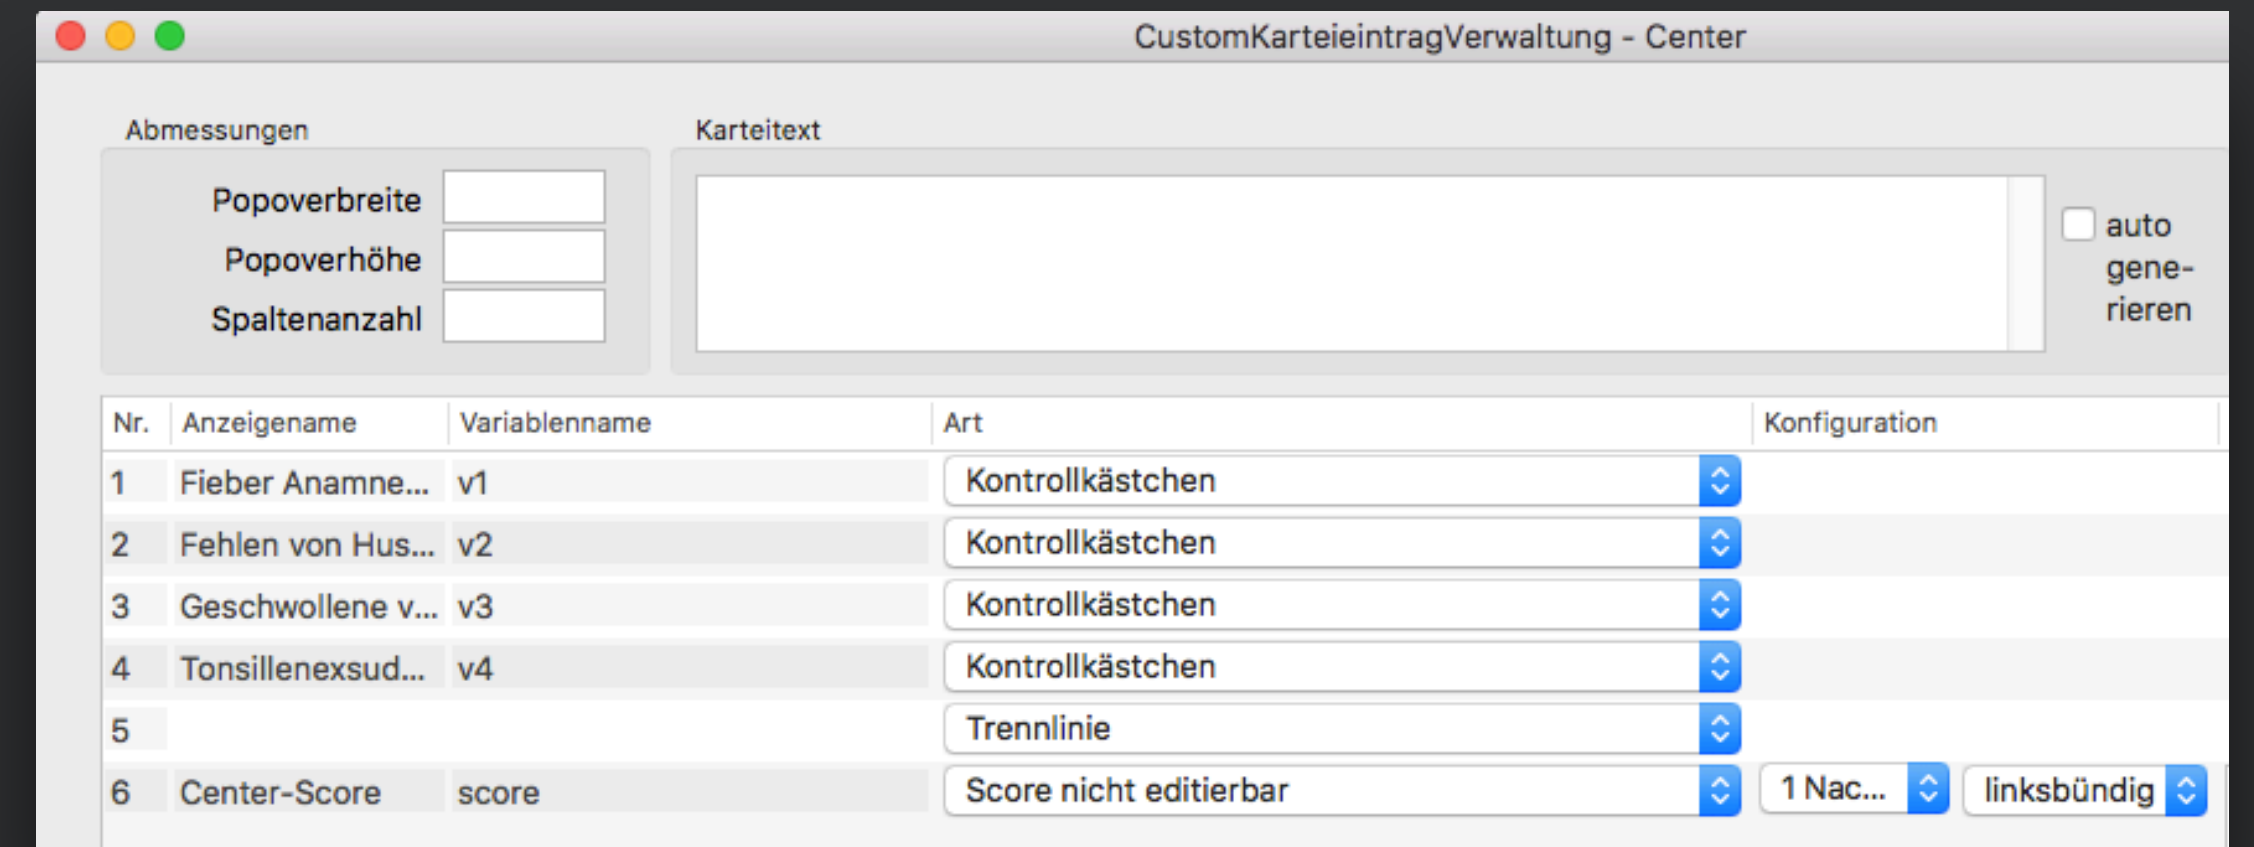 CustomKarteieintragVerwaltung - Center
Abmessungen
Popoverbreite
Popoverhöhe
Spaltenanzahl
Karteitext
auto
gene-
rieren
Nr. Anzeigename Variablenname Art Konfiguration
1 Fieber Anamne... v1 Kontrollkästchen
2 Fehlen von Hus... v2 Kontrollkästchen
3 Geschwollene v... v3 Kontrollkästchen
4 Tonsillenexsud... v4 Kontrollkästchen
5 Trennlinie
6 Center-Score score Score nicht editierbar 1 Nac... linksbündig